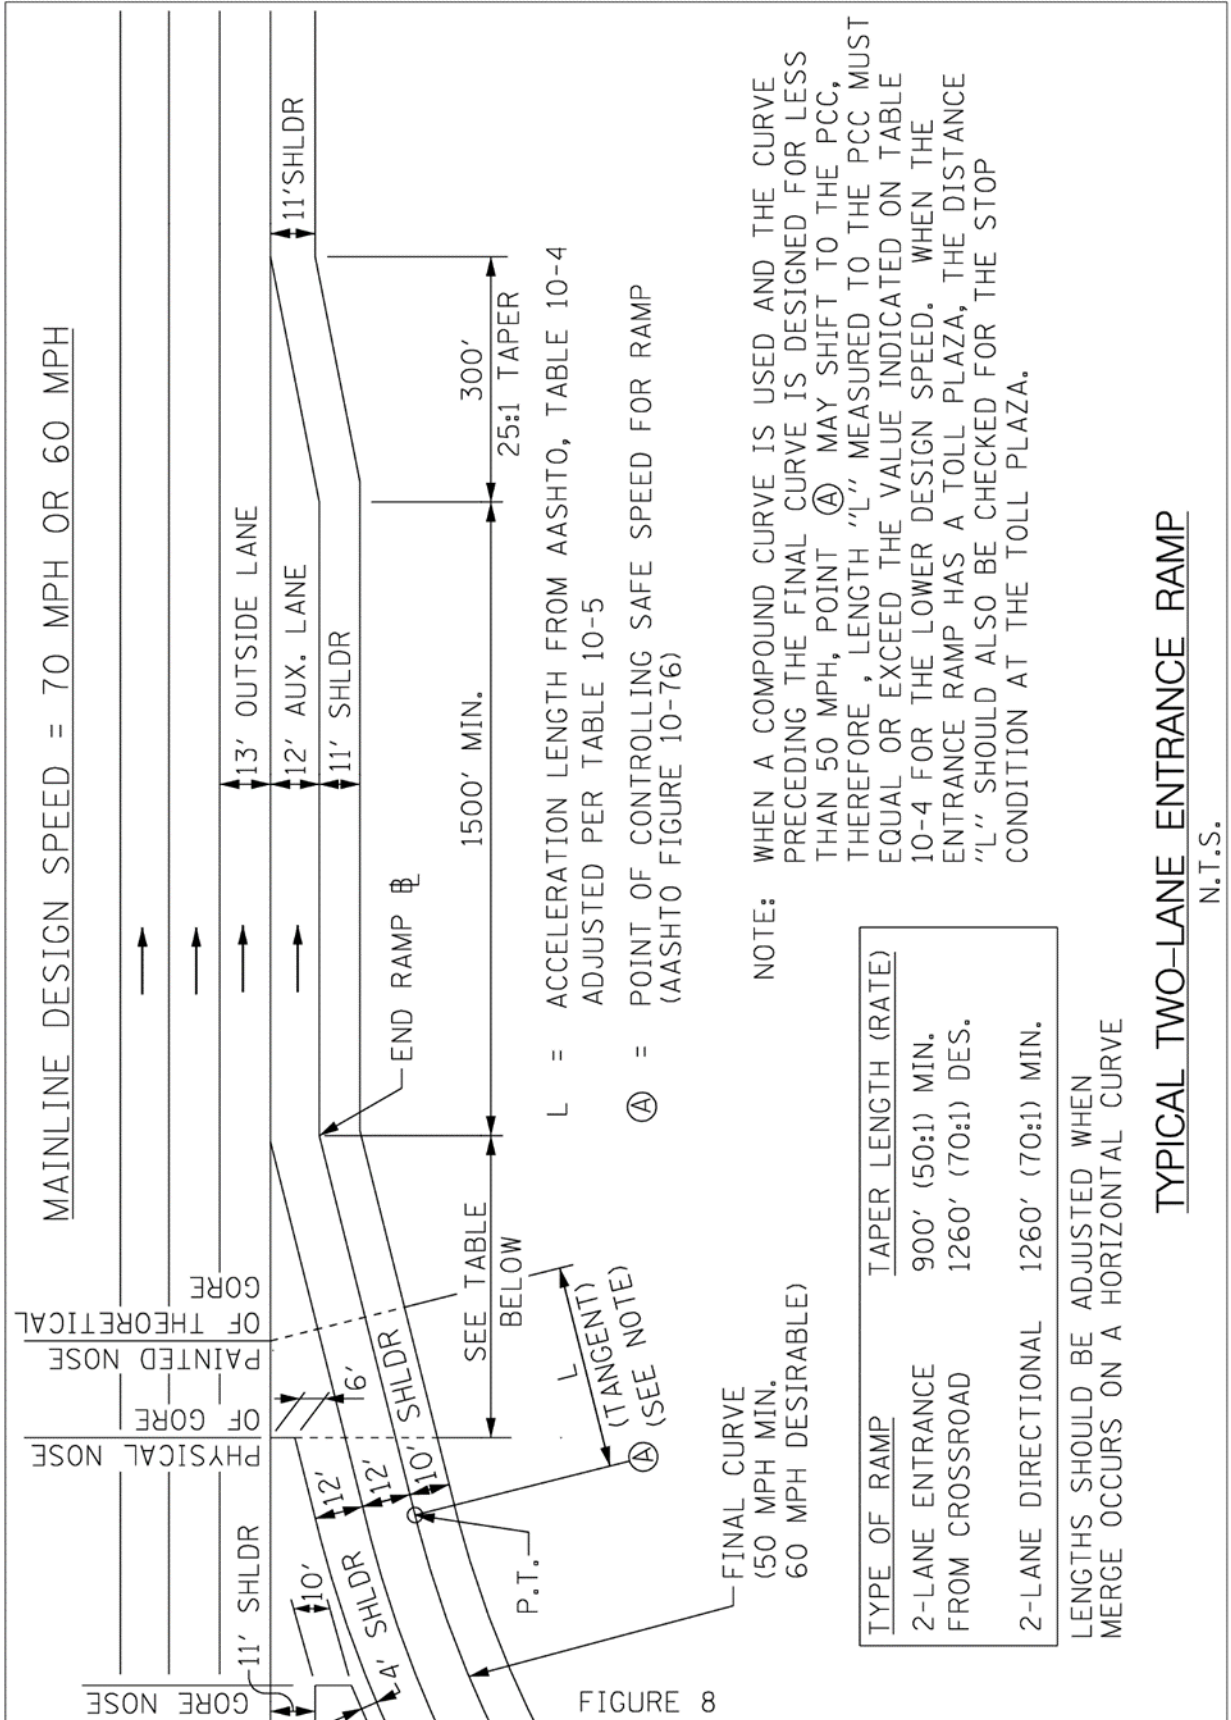 MAINLINE DESIGN SPEED = 70 MPH OR 60 MPH
GORE NOSE
11' SHLDR
PHYSICAL NOSE
OF GORE
PAINTED NOSE
OF THEORETICAL
GORE
13' OUTSIDE LANE
12' AUX. LANE
11' SHLDR
11'SHLDR
10'
4' SHLDR
6'
12'
12'
10' SHLDR
P.T.
END RAMP BL
SEE TABLE
BELOW
1500' MIN.
300'
25:1 TAPER
L
(TANGENT)
A (SEE NOTE)
FINAL CURVE
(50 MPH MIN.
60 MPH DESIRABLE)
L = ACCELERATION LENGTH FROM AASHTO, TABLE 10-4
ADJUSTED PER TABLE 10-5
A = POINT OF CONTROLLING SAFE SPEED FOR RAMP
(AASHTO FIGURE 10-76)
NOTE: WHEN A COMPOUND CURVE IS USED AND THE CURVE
PRECEDING THE FINAL CURVE IS DESIGNED FOR LESS
THAN 50 MPH, POINT A MAY SHIFT TO THE PCC,
THEREFORE , LENGTH "L" MEASURED TO THE PCC MUST
EQUAL OR EXCEED THE VALUE INDICATED ON TABLE
10-4 FOR THE LOWER DESIGN SPEED. WHEN THE
ENTRANCE RAMP HAS A TOLL PLAZA, THE DISTANCE
"L" SHOULD ALSO BE CHECKED FOR THE STOP
CONDITION AT THE TOLL PLAZA.
TYPE OF RAMP TAPER LENGTH (RATE)
2-LANE ENTRANCE 900' (50:1) MIN.
FROM CROSSROAD 1260' (70:1) DES.
2-LANE DIRECTIONAL 1260' (70:1) MIN.
LENGTHS SHOULD BE ADJUSTED WHEN
MERGE OCCURS ON A HORIZONTAL CURVE
TYPICAL TWO-LANE ENTRANCE RAMP
N.T.S.
FIGURE 8